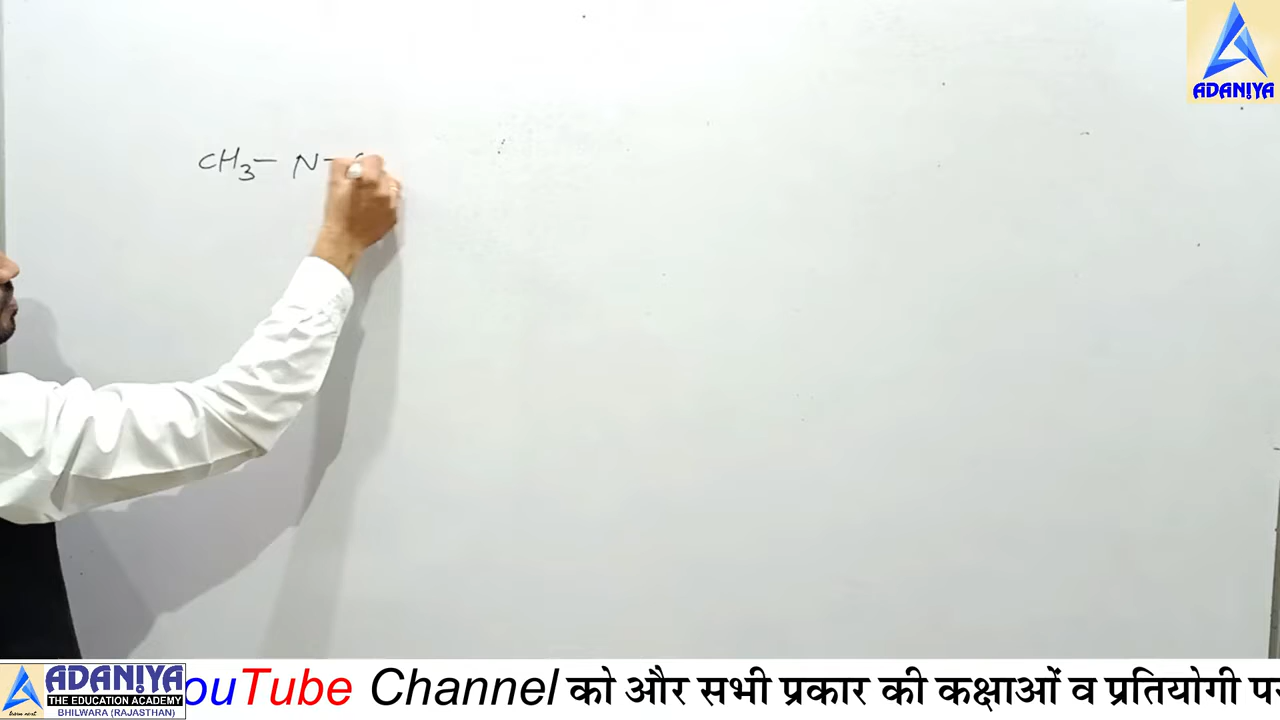 ADANIYA
CH3- N-
ADANIYA
THE EDUCATION ACADEMY
BHILWARA (RAJASTHAN)
ouTube Channel को और सभी प्रकार की कक्षाओं व प्रतियोगी